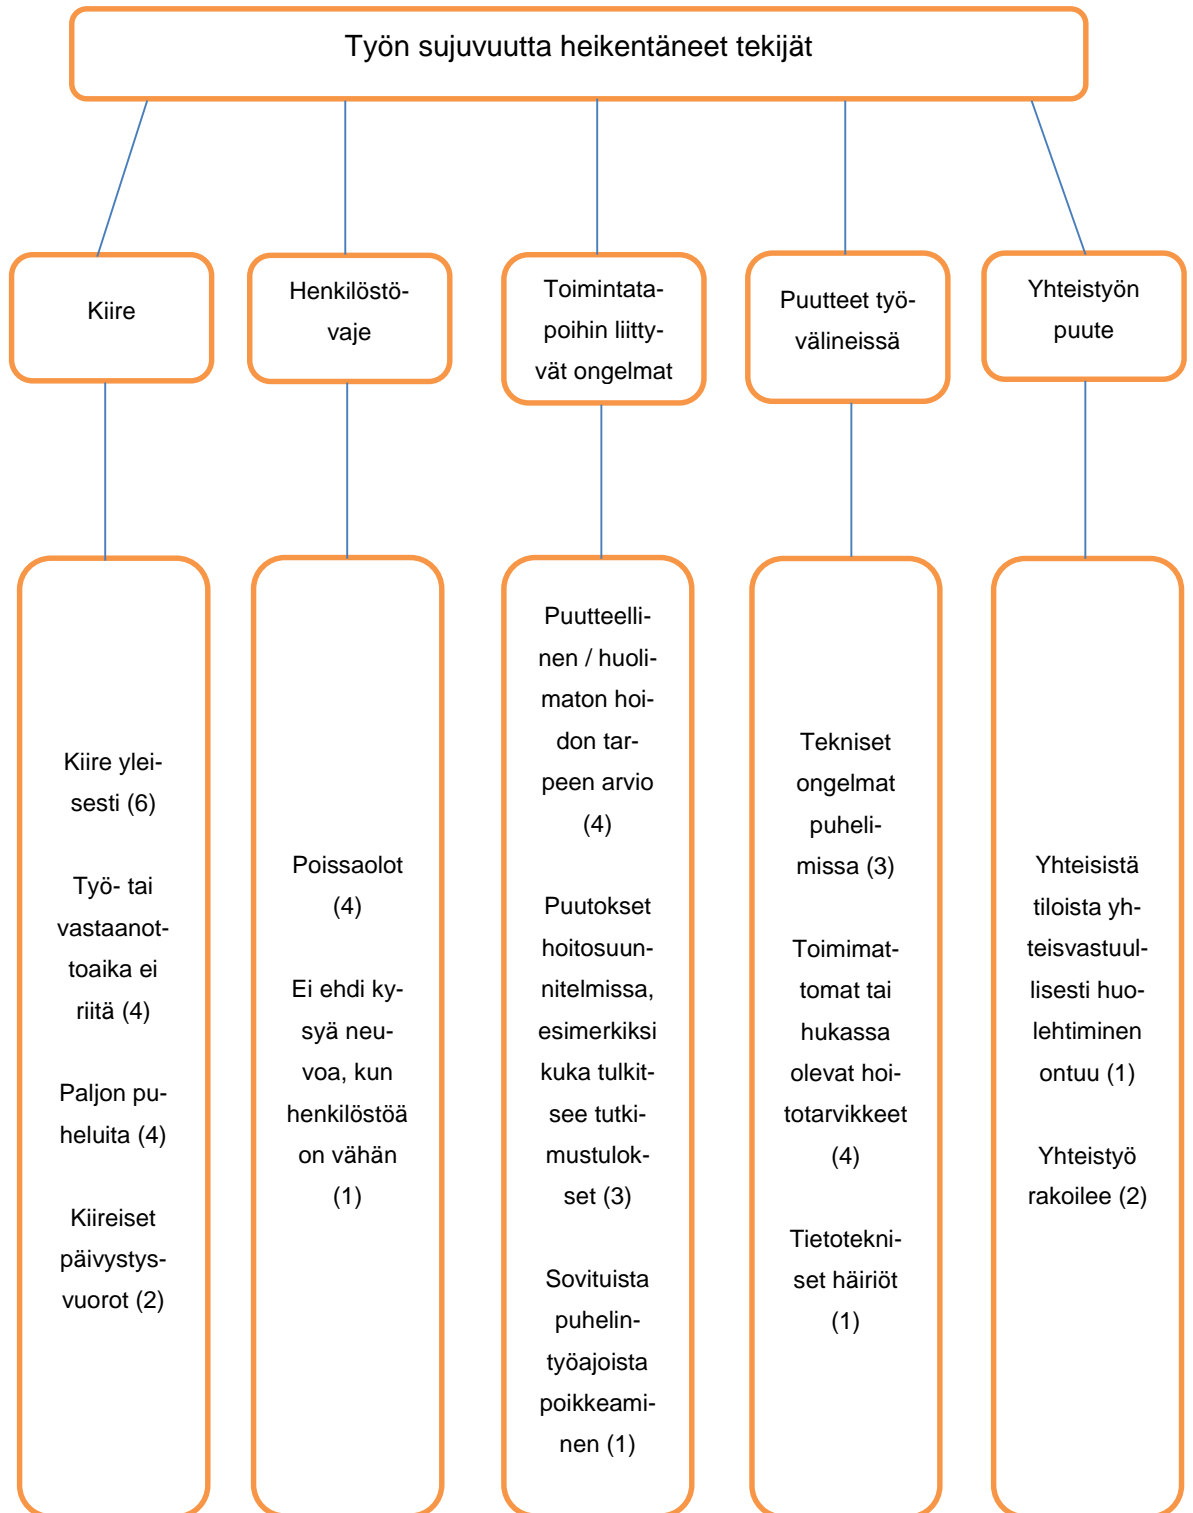 Työn sujuvuutta heikentäneet tekijät
Kiire
Henkilöstö-
vaje
Toimintata-
poihin liitty-
vät ongelmat
Puutteet työ-
välineissä
Yhteistyön
puute
Kiire ylei-
sesti (6)
Työ- tai
vastaanot-
toaika ei
riitä (4)
Paljon pu-
heluita (4)
Kiireiset
päivystys-
vuorot (2)
Poissaolot
(4)
Ei ehdi ky-
syä neu-
voa, kun
henkilöstöä
on vähän
(1)
Puutteelli-
nen / huoli-
maton hoi-
don tar-
peen arvio
(4)
Puutokset
hoitosuun-
nitelmissa,
esimerkiksi
kuka tulkit-
see tutki-
mustulok-
set (3)
Sovituista
puhelin-
työajoista
poikkeami-
nen (1)
Tekniset
ongelmat
puheli-
missa (3)
Toimimat-
tomat tai
hukassa
olevat hoi-
totarvikkeet
(4)
Tietotekni-
set häiriöt
(1)
Yhteisistä
tiloista yh-
teisvastuul-
lisesti huo-
lehtiminen
ontuu (1)
Yhteistyö
rakoilee (2)